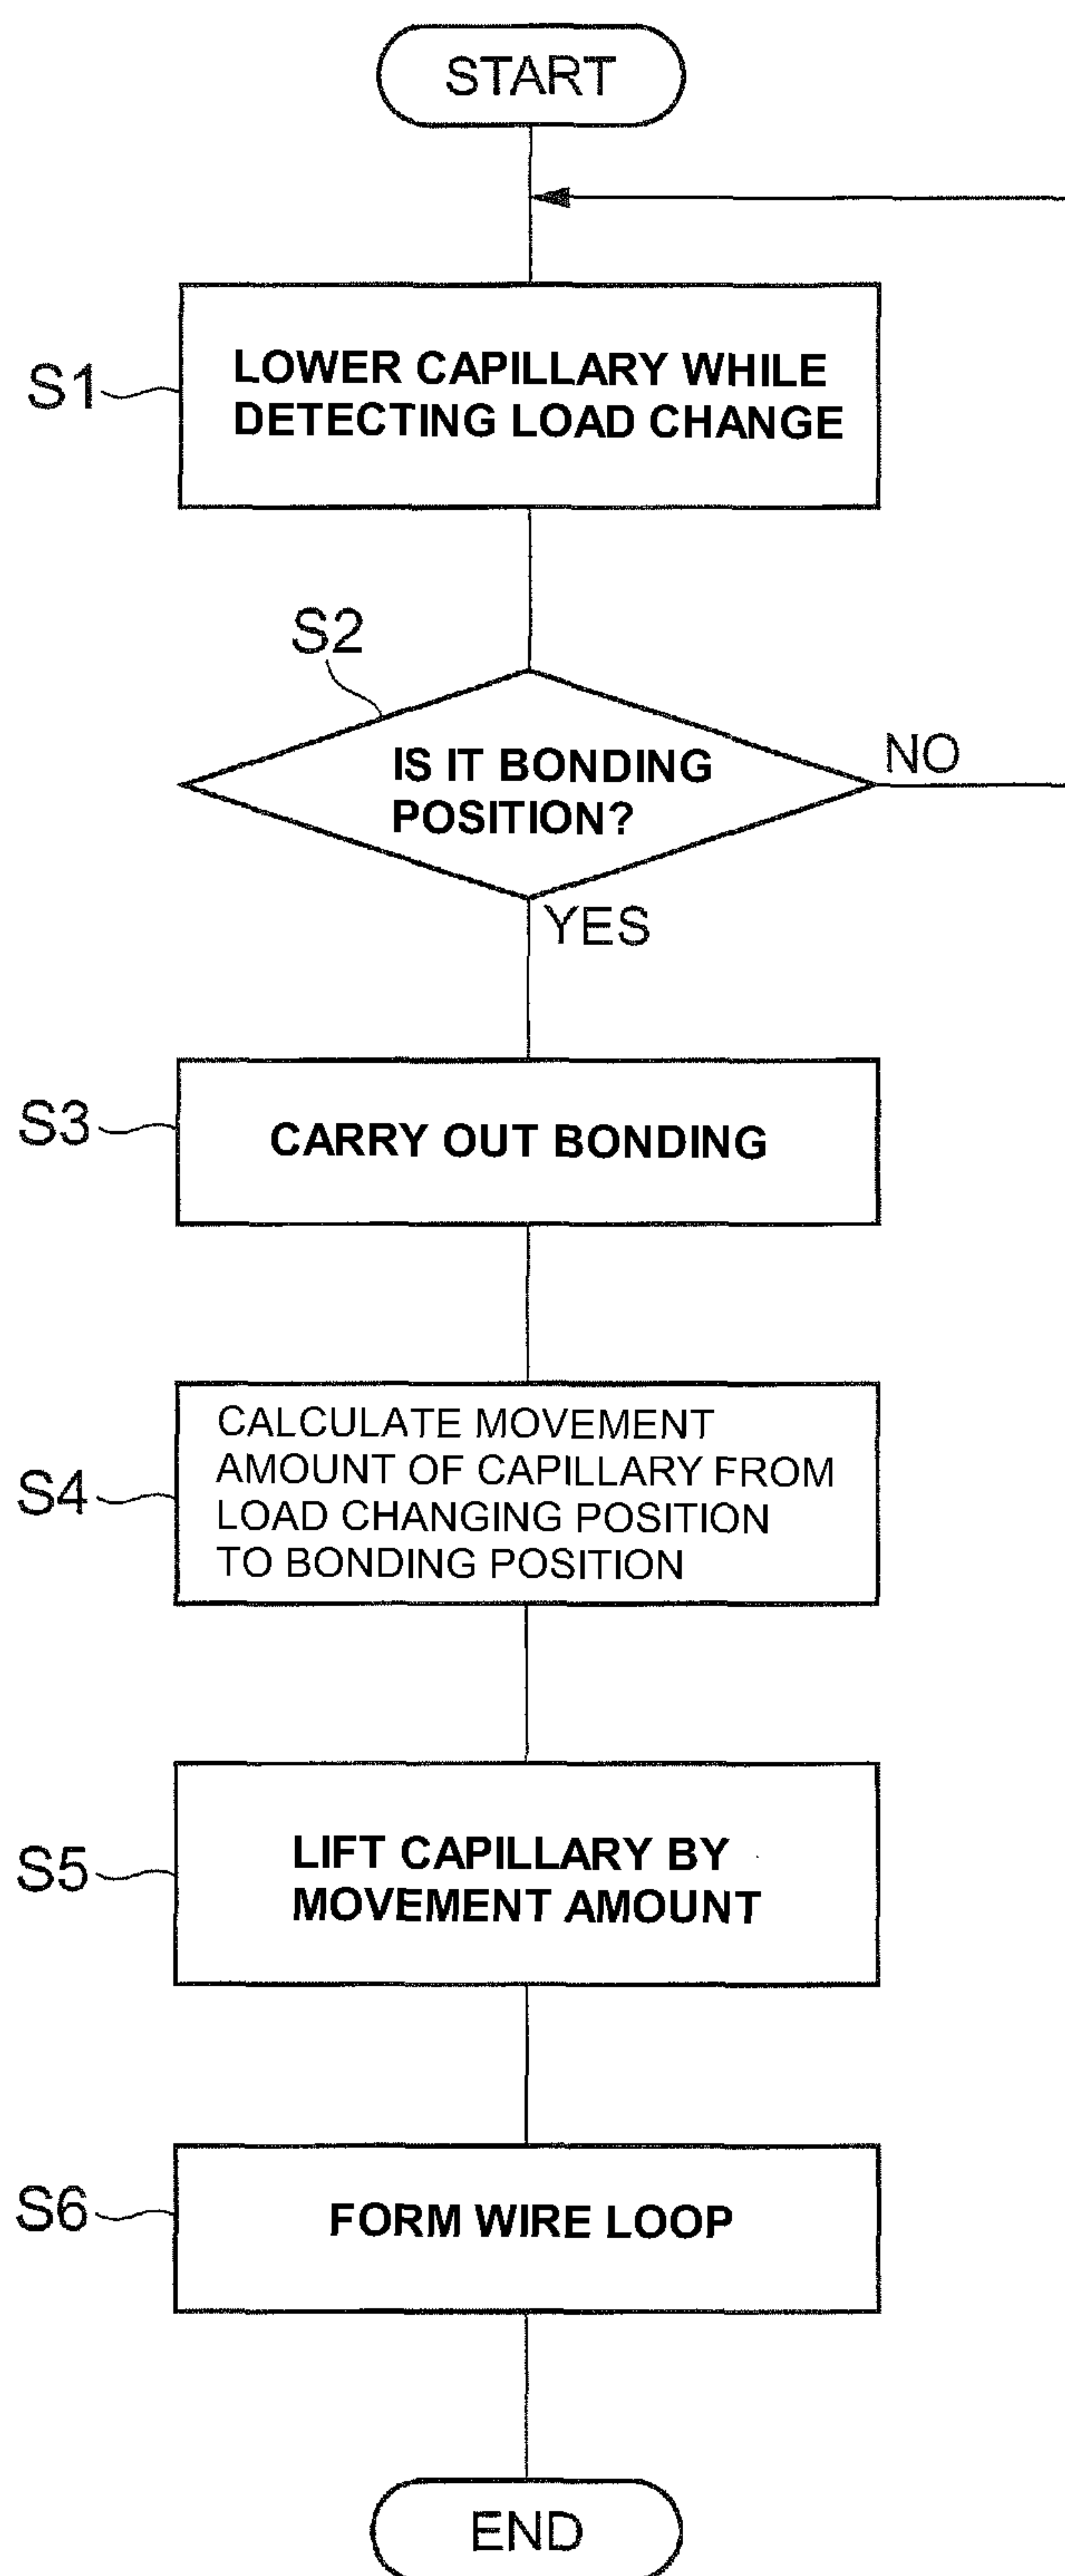 START
S1
LOWER CAPILLARY WHILE
DETECTING LOAD CHANGE
S2
IS IT BONDING
POSITION?
NO
YES
S3
CARRY OUT BONDING
S4
CALCULATE MOVEMENT
AMOUNT OF CAPILLARY FROM
LOAD CHANGING POSITION
TO BONDING POSITION
S5
LIFT CAPILLARY BY
MOVEMENT AMOUNT
S6
FORM WIRE LOOP
END